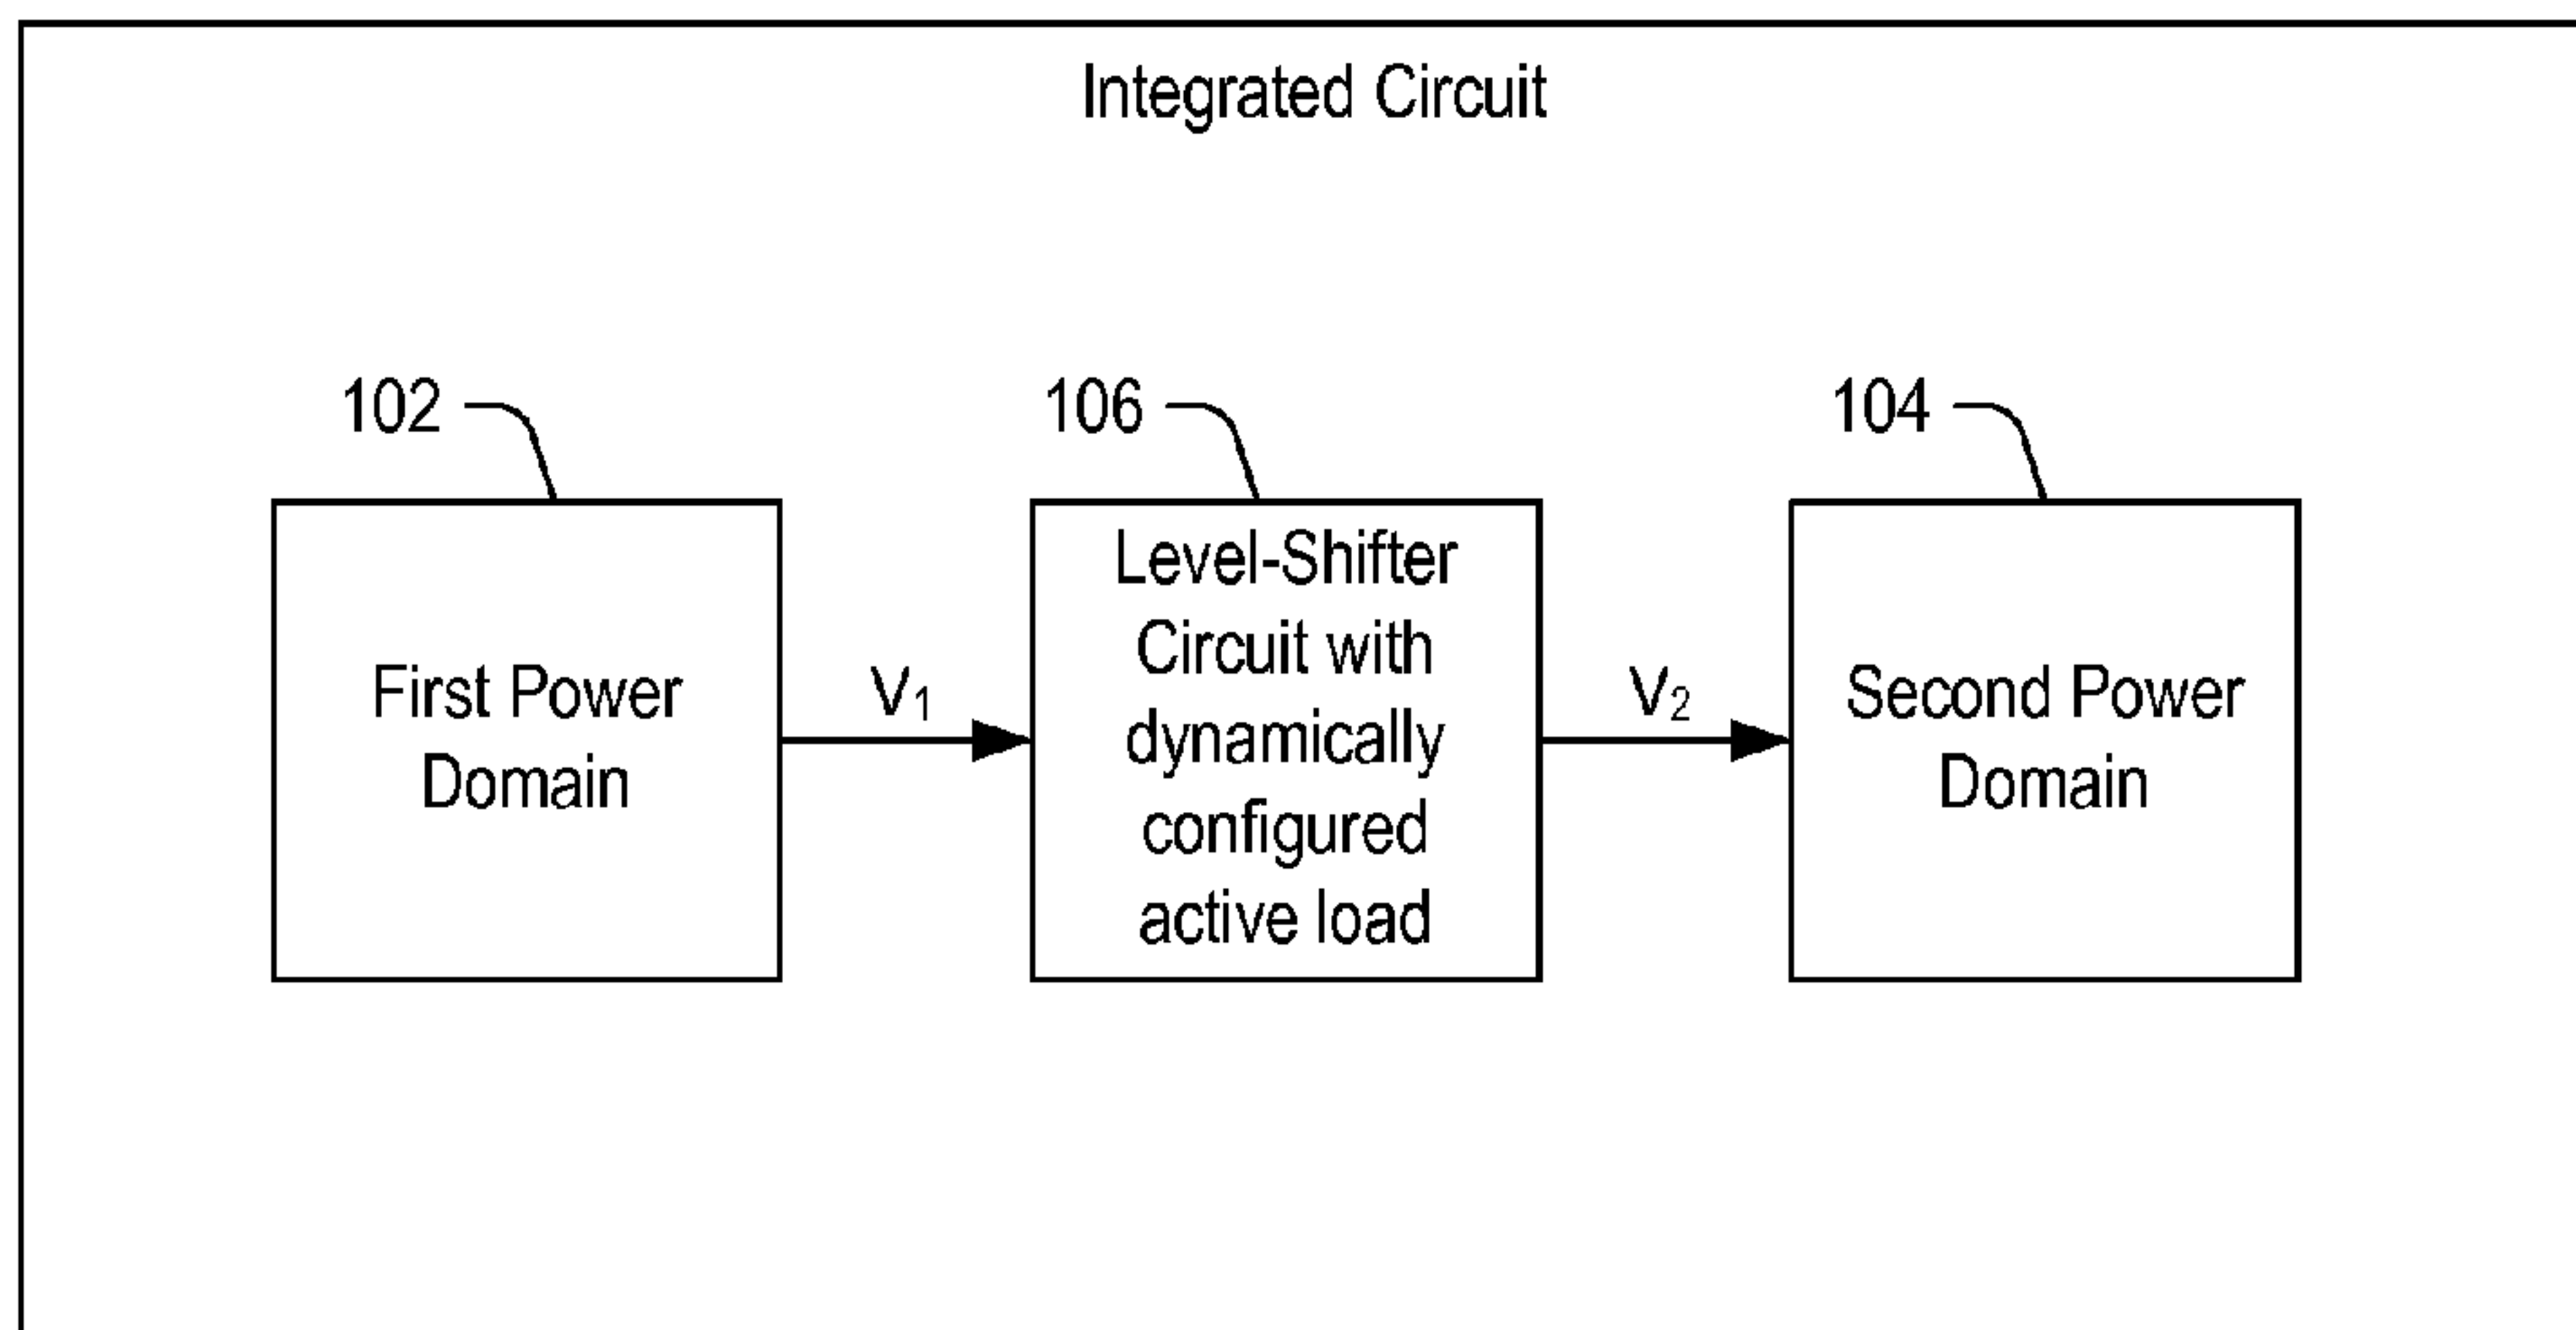 Integrated Circuit
102
106
104
First Power
Domain
V₁
Level-Shifter
Circuit with
dynamically
configured
active load
V₂
Second Power
Domain